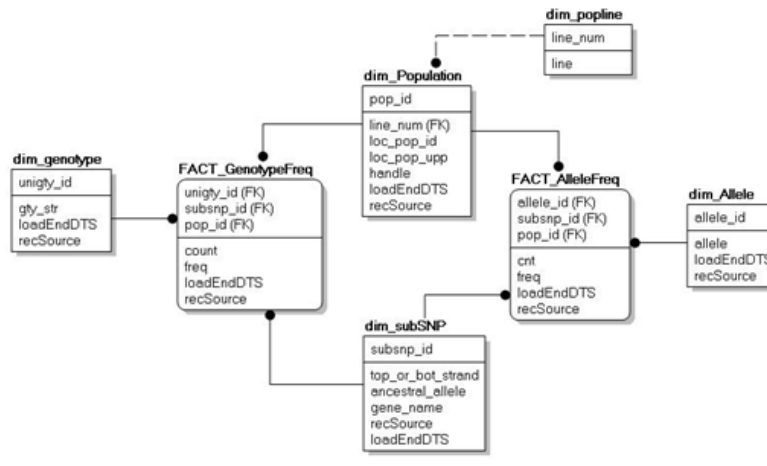 dim_popline
line_num
line
dim_Population
pop_id
line_num (FK)
loc_pop_id
loc_pop_upp
handle
loadEndDTS
recSource
dim_genotype
unigty_id
gty_str
loadEndDTS
recSource
FACT_GenotypeFreq
unigty_id (FK)
subsnp_id (FK)
pop_id (FK)
count
freq
loadEndDTS
recSource
FACT_AlleleFreq
allele_id (FK)
subsnp_id (FK)
pop_id (FK)
cnt
freq
loadEndDTS
recSource
dim_Allele
allele_id
allele
loadEndDTS
recSource
dim_subSNP
subsnp_id
top_or_bot_strand
ancestral_allele
gene_name
recSource
loadEndDTS